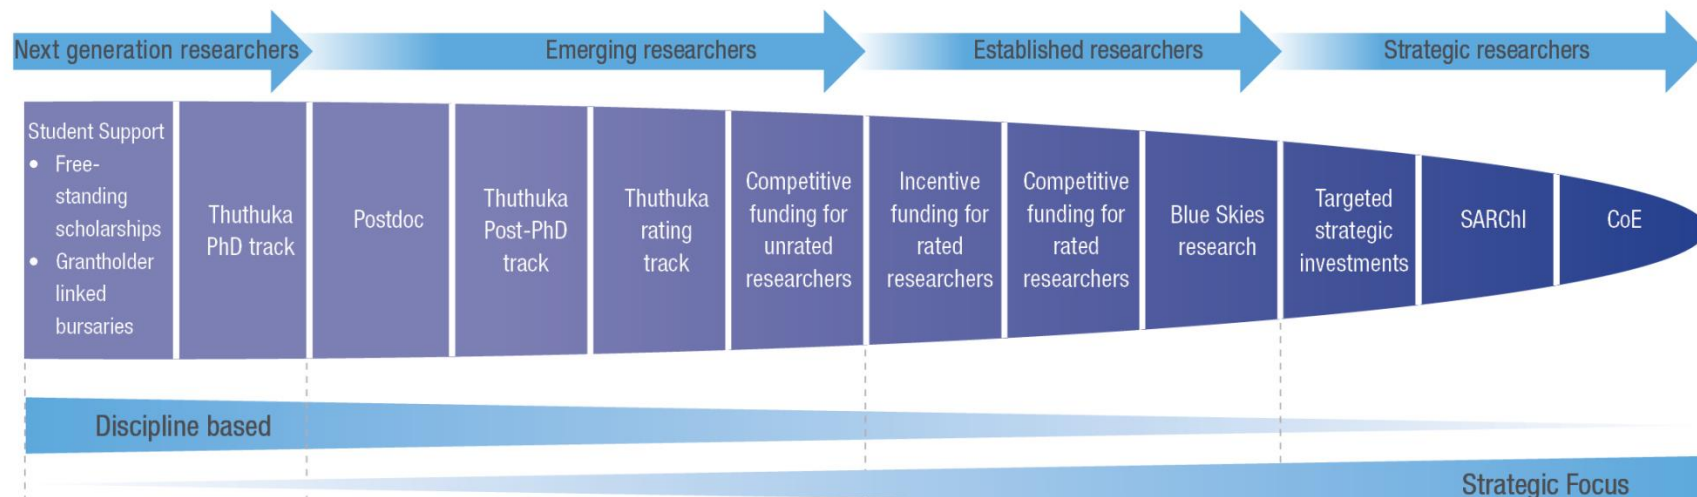 Next generation researchers
Emerging researchers
Established researchers
Strategic researchers
Student Support
• Free-
standing
scholarships
• Grantholder
linked
bursaries
Thuthuka
PhD track
Postdoc
Thuthuka
Post-PhD
track
Thuthuka
rating
track
Competitive
funding for
unrated
researchers
Incentive
funding for
rated
researchers
Competitive
funding for
rated
researchers
Blue Skies
research
Targeted
strategic
investments
SARChI
CoE
Discipline based
Strategic Focus